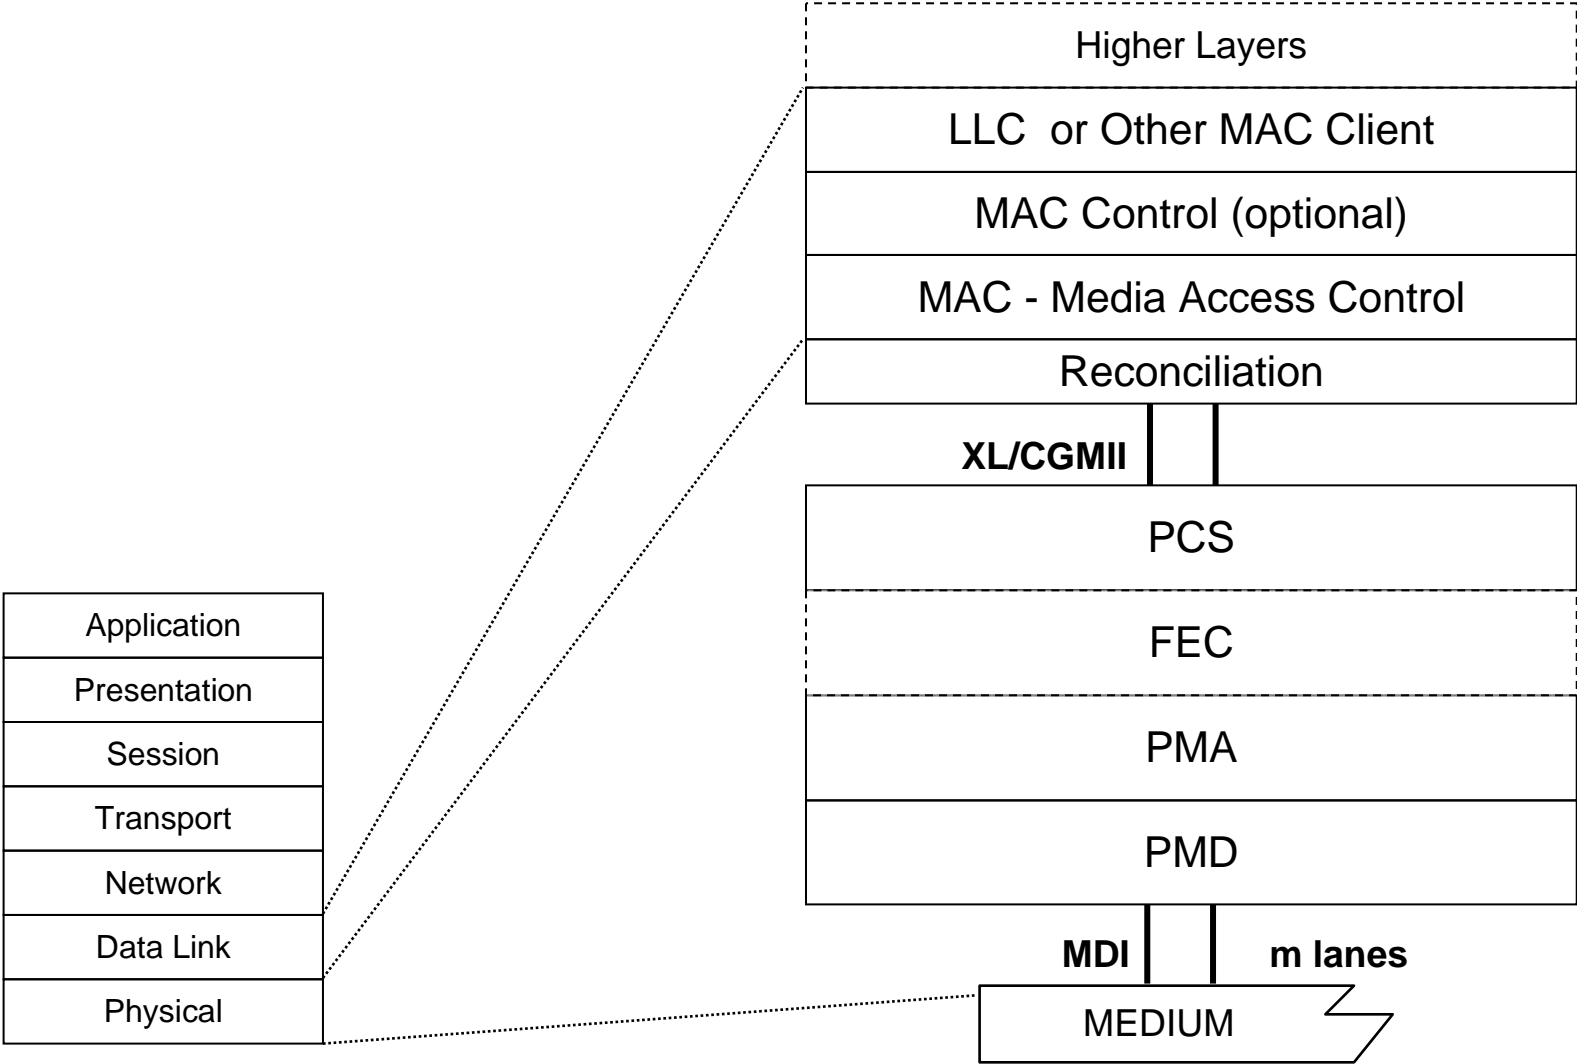 Higher Layers
LLC or Other MAC Client
MAC Control (optional)
MAC - Media Access Control
Reconciliation
XL/CGMII
PCS
FEC
PMA
PMD
MDI
m lanes
MEDIUM
Application
Presentation
Session
Transport
Network
Data Link
Physical